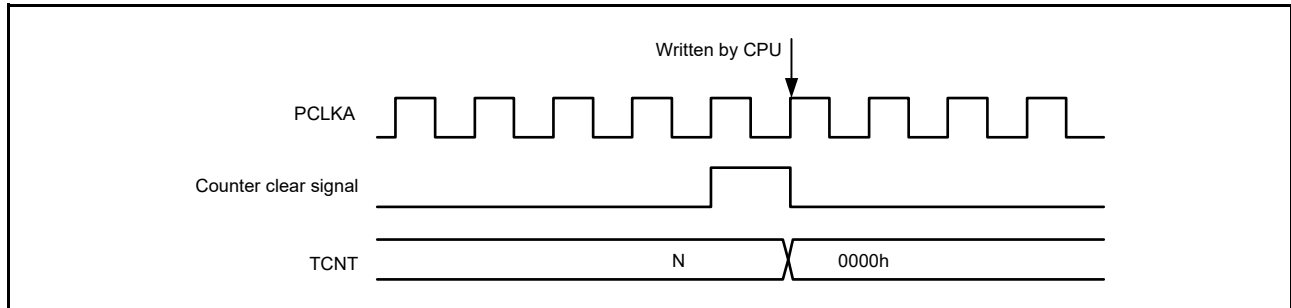 Written by CPU
PCLKA
Counter clear signal
TCNT
N
0000h